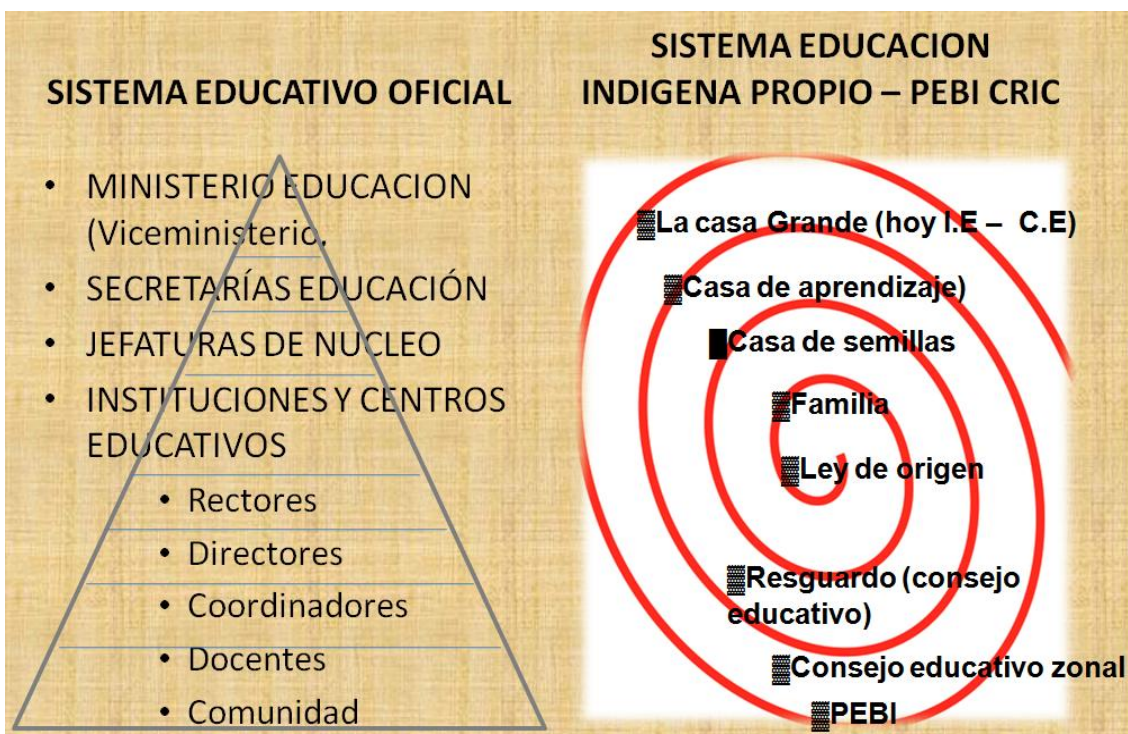 SISTEMA EDUCATIVO OFICIAL
• MINISTERIO EDUCACION
(Viceministerio.
• SECRETARÍAS EDUCACIÓN
• JEFATURAS DE NUCLEO
• INSTITUCIONES Y CENTROS
EDUCATIVOS
• Rectores
• Directores
• Coordinadores
• Docentes
• Comunidad
SISTEMA EDUCACION
INDIGENA PROPIO – PEBI CRIC
La casa Grande (hoy I.E – C.E)
Casa de aprendizaje)
Casa de semillas
Familia
Ley de origen
Resguardo (consejo
educativo)
Consejo educativo zonal
PEBI